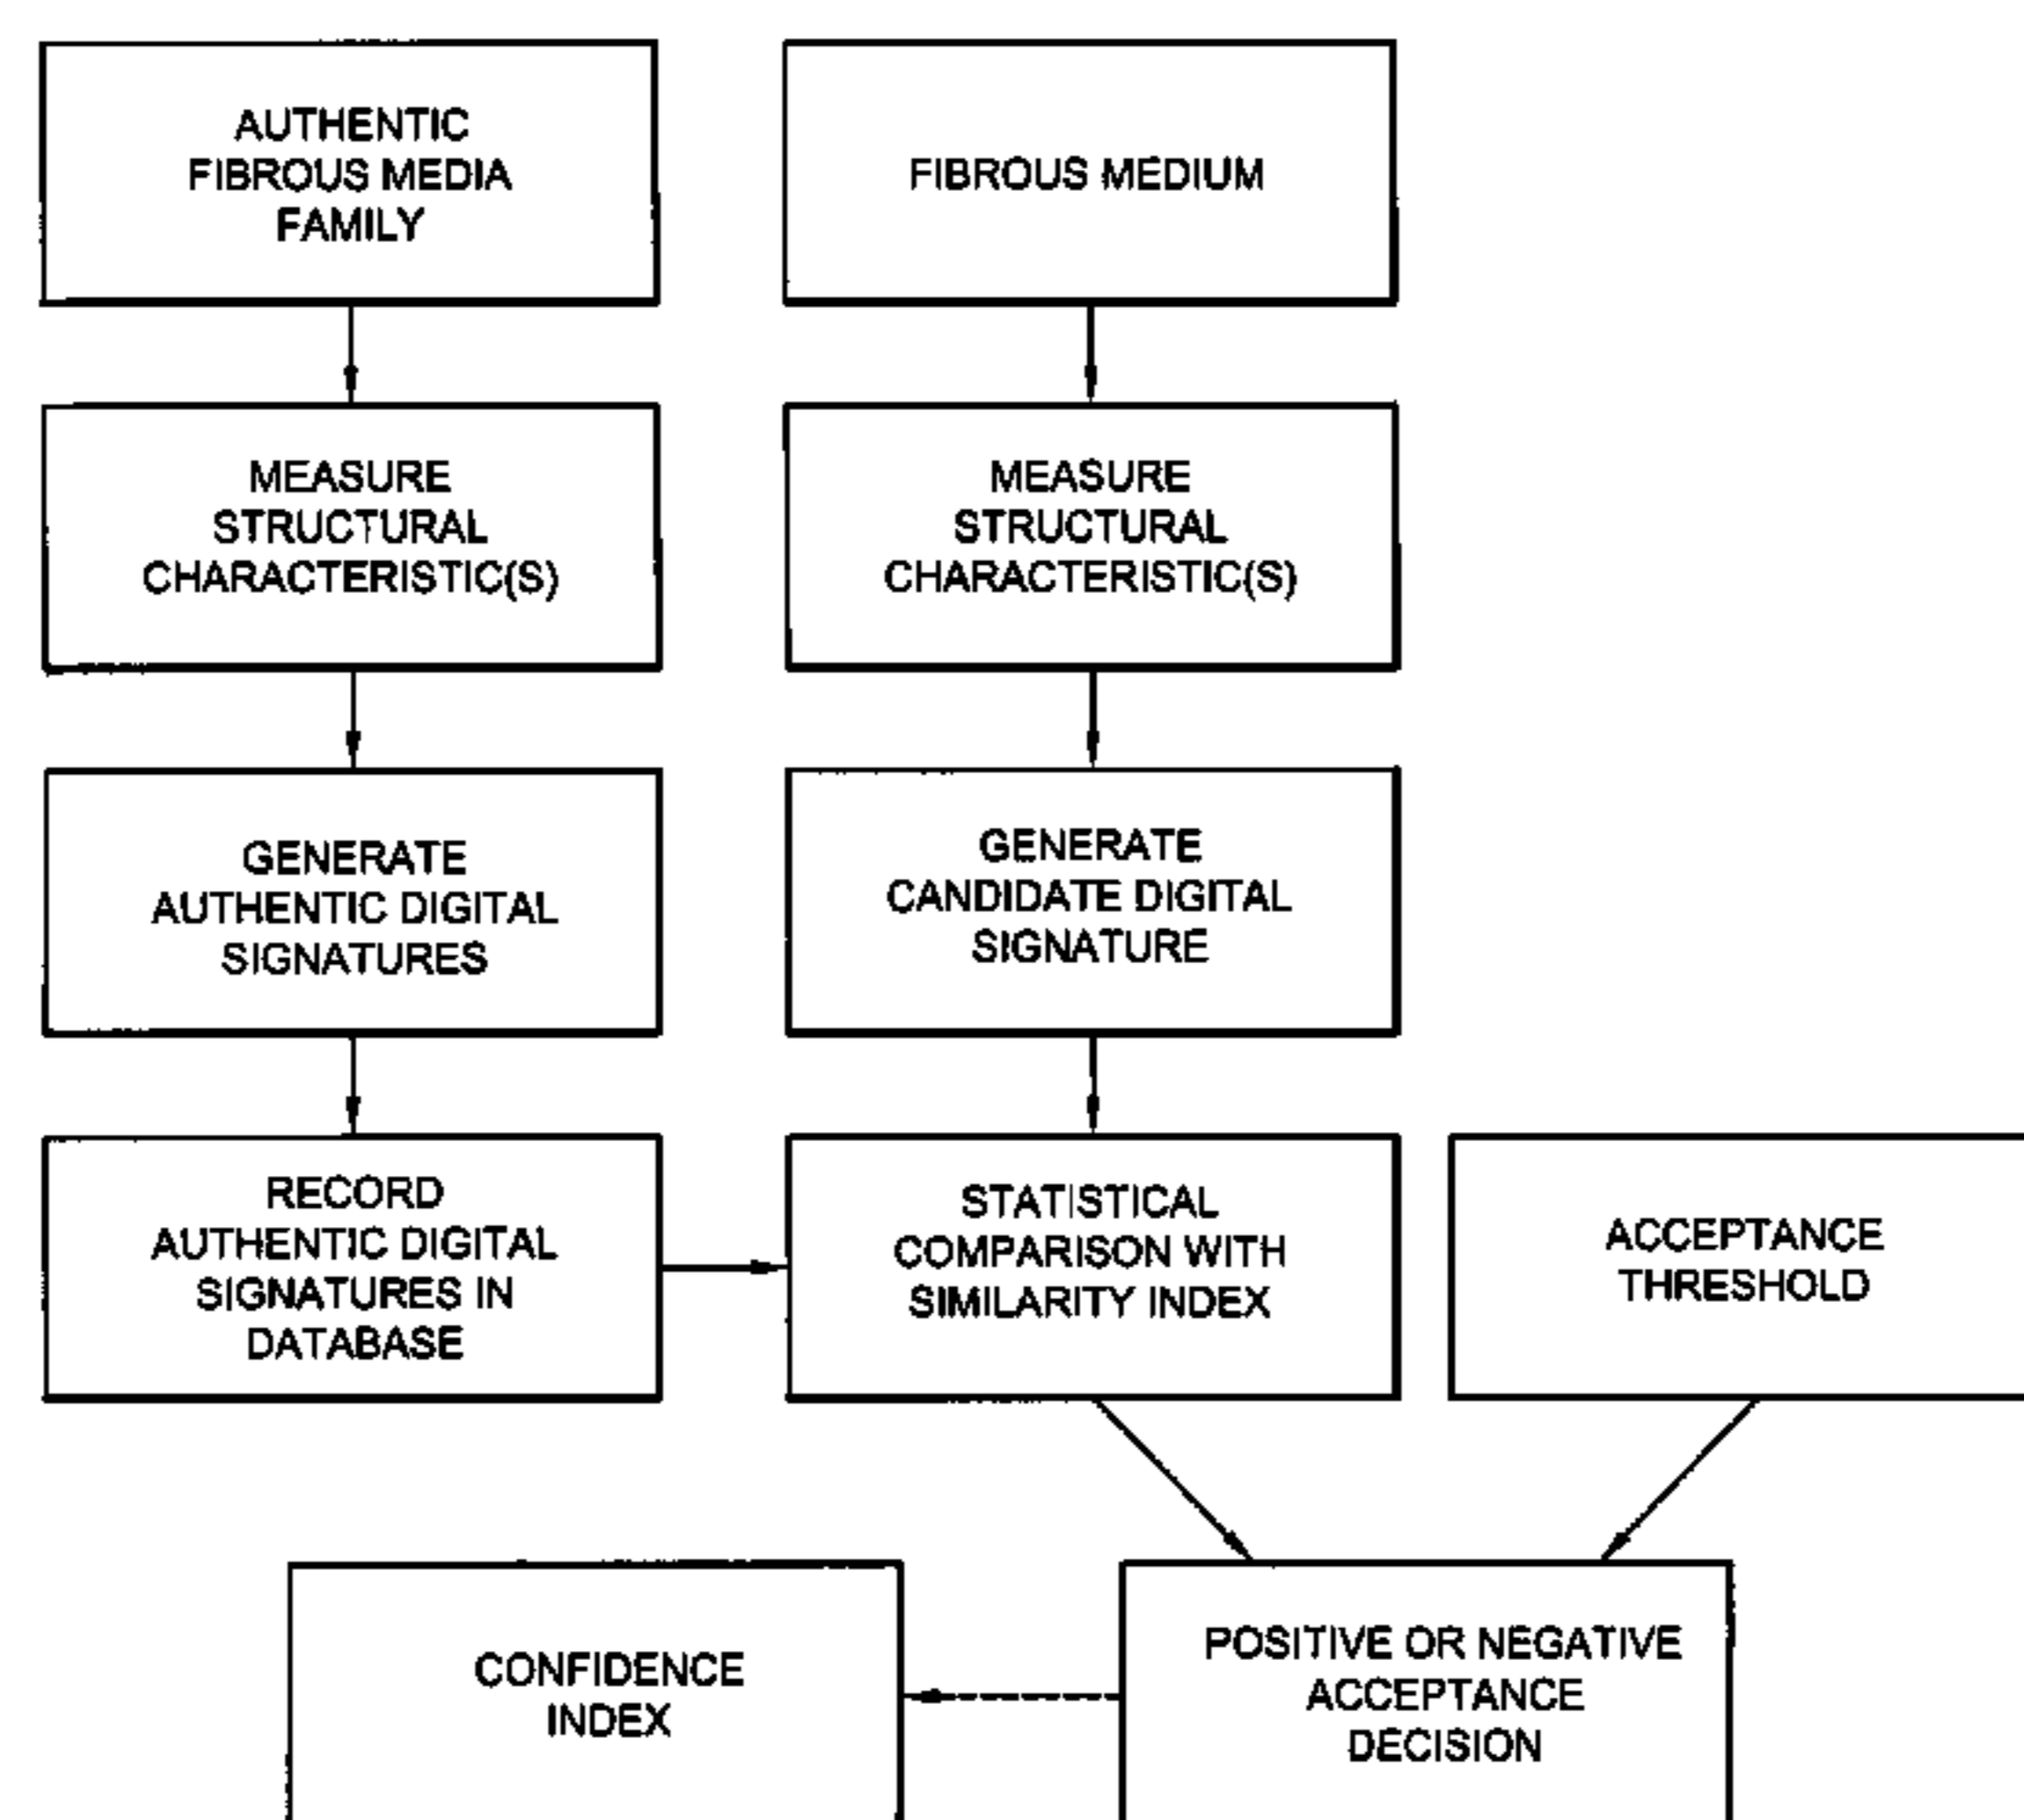 AUTHENTIC
FIBROUS MEDIA
FAMILY
FIBROUS MEDIUM
MEASURE
STRUCTURAL
CHARACTERISTIC(S)
MEASURE
STRUCTURAL
CHARACTERISTIC(S)
GENERATE
AUTHENTIC DIGITAL
SIGNATURES
GENERATE
CANDIDATE DIGITAL
SIGNATURE
RECORD
AUTHENTIC DIGITAL
SIGNATURES IN
DATABASE
STATISTICAL
COMPARISON WITH
SIMILARITY INDEX
ACCEPTANCE
THRESHOLD
CONFIDENCE
INDEX
POSITIVE OR NEGATIVE
ACCEPTANCE
DECISION